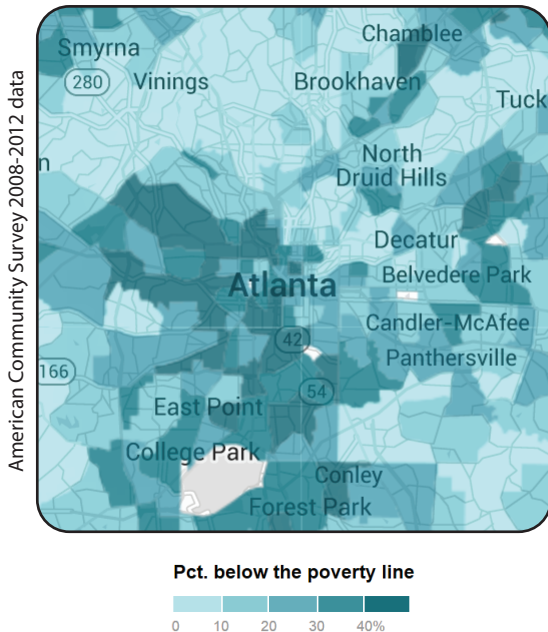 American Community Survey 2008-2012 data
Smyrna
Chamblee
280
Vinings
Brookhaven
Tuck
n
North
Druid Hills
Decatur
Belvedere Park
Atlanta
Candler-McAfee
42
Panthersville
166
54
East Point
College Park
Conley
Forest Park
Pct. below the poverty line
0 10 20 30 40%